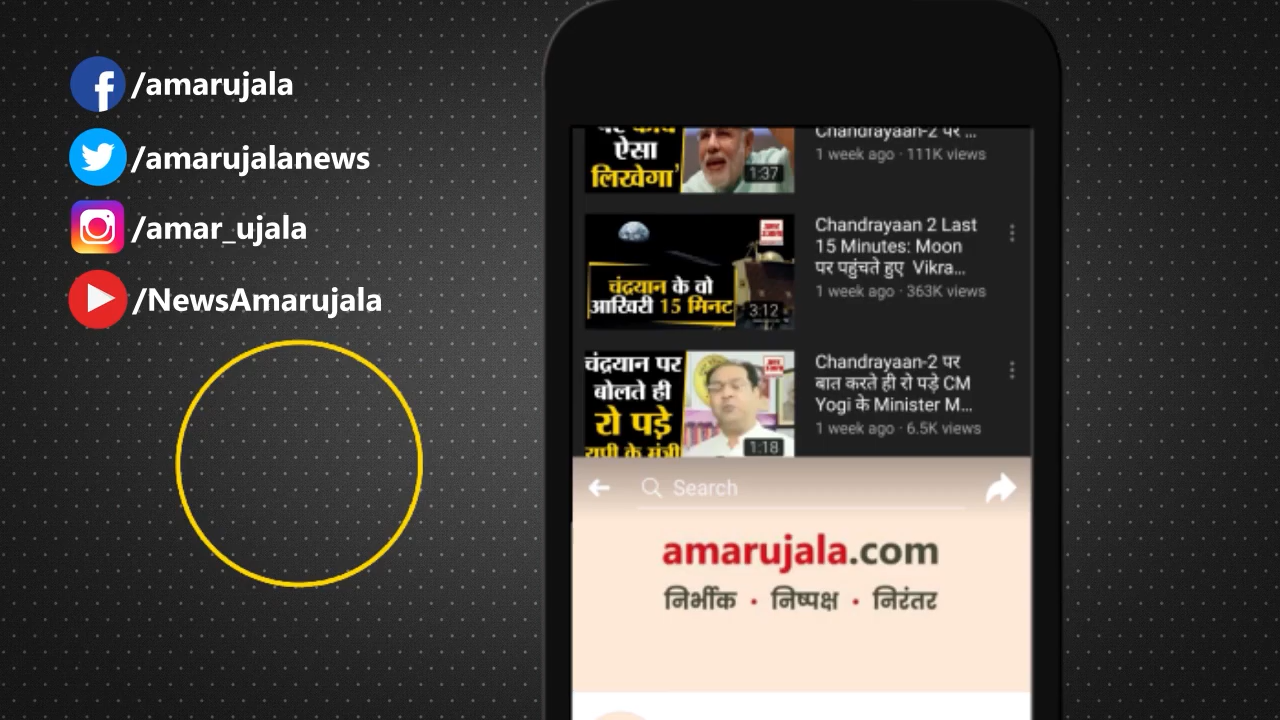 /amarujala
/amarujalanews
/amar_ujala
/NewsAmarujala
ऐसा
लिखेगा'
1:37
Chandrayaan-2 पर ...
1 week ago · 111K views
चंद्रयान के वो
आखिरी 15 मिनट
3:12
Chandrayaan 2 Last
15 Minutes: Moon
पर पहुंचते हुए Vikra...
1 week ago · 363K views
चंद्रयान पर
बोलते ही
रो पड़े
यूपी के मंत्री
1:18
Chandrayaan-2 पर
बात करते ही रो पड़े CM
Yogi के Minister M...
1 week ago · 6.5K views
Search
amarujala.com
निर्भीक • निष्पक्ष • निरंतर